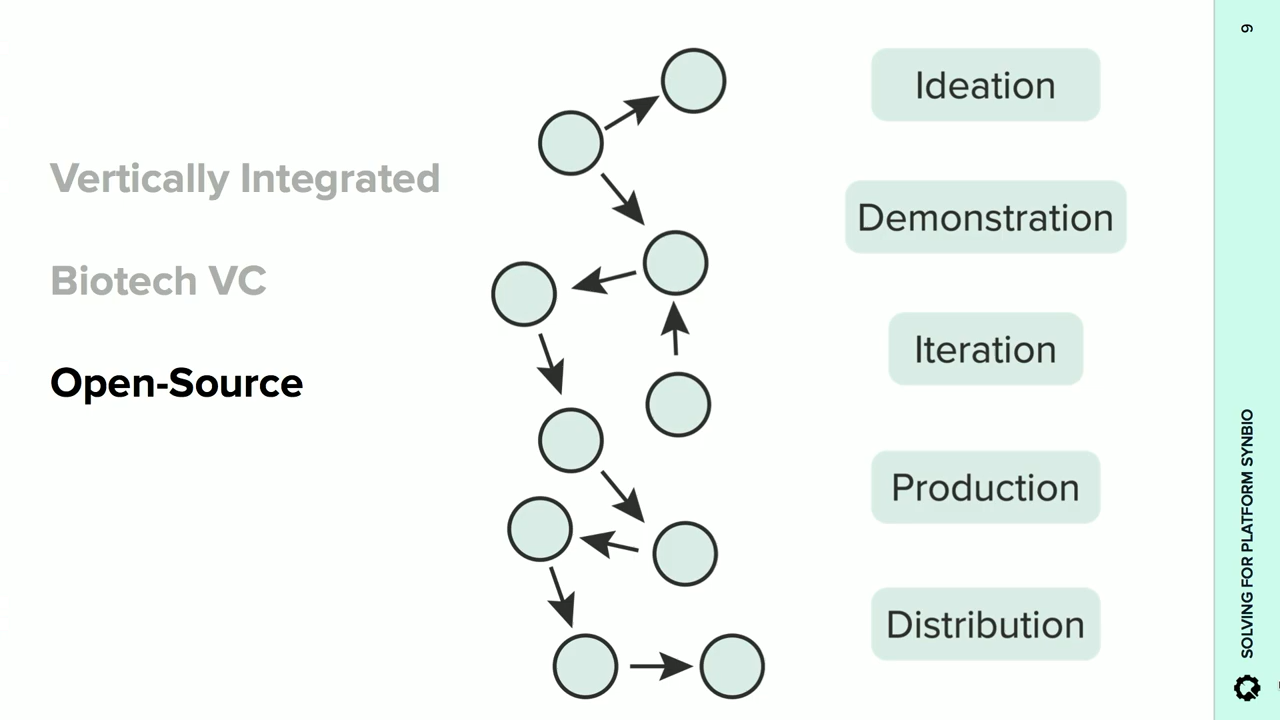 Vertically Integrated
Biotech VC
Open-Source
Ideation
Demonstration
Iteration
Production
Distribution
9
SOLVING FOR PLATFORM SYNBIO